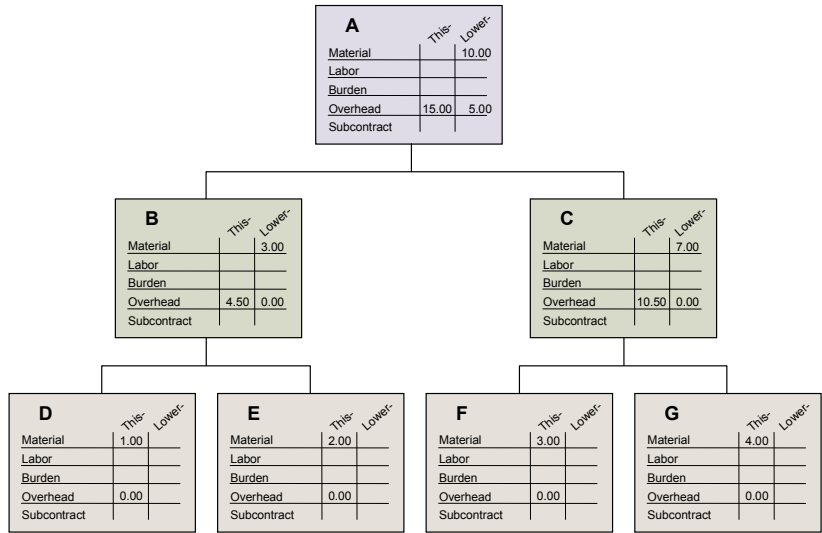 A This- Lower-
Material 10.00
Labor
Burden
Overhead 15.00 5.00
Subcontract
B This- Lower-
Material 3.00
Labor
Burden
Overhead 4.50 0.00
Subcontract
C This- Lower-
Material 7.00
Labor
Burden
Overhead 10.50 0.00
Subcontract
D This- Lower-
Material 1.00
Labor
Burden
Overhead 0.00
Subcontract
E This- Lower-
Material 2.00
Labor
Burden
Overhead 0.00
Subcontract
F This- Lower-
Material 3.00
Labor
Burden
Overhead 0.00
Subcontract
G This- Lower-
Material 4.00
Labor
Burden
Overhead 0.00
Subcontract